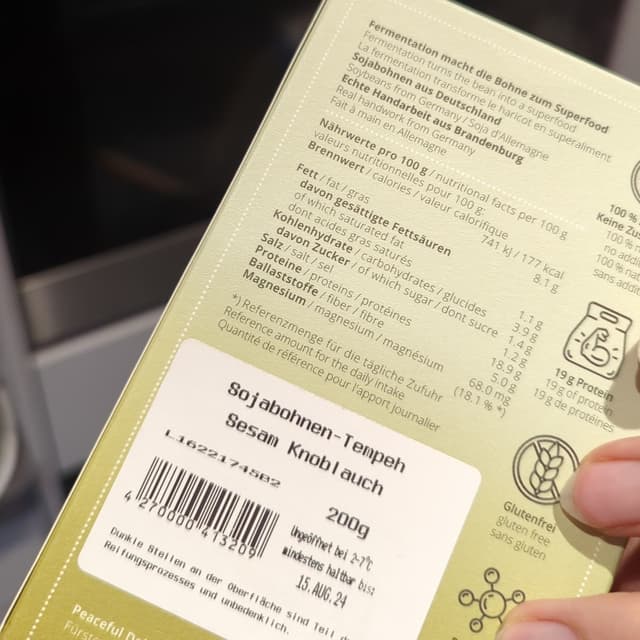 Fermentation macht die Bohne zum Superfood
Fermentation turns the bean into a superfood
La fermentation transforme le haricot en superaliment
Sojabohnen aus Deutschland
Soybeans from Germany / Soja d'Allemagne
Echte Handarbeit aus Brandenburg
Real handwork from Germany
Fait à main en Allemagne
Nährwerte pro 100 g / nutritional facts per 100 g
valeurs nutritionnelles pour 100 g:
Brennwert / calories / valeur calorifique 741 kJ / 177 kcal
Fett / fat / gras 8.1 g
davon gesättigte Fettsäuren
of which saturated fat
dont acides gras saturés 1.1 g
Kohlenhydrate / carbohydrates / glucides 3.9 g
davon Zucker / of which sugar / dont sucre 1.4 g
Salz / salt / sel 1.2 g
Proteine / proteins / protéines 18.9 g
Ballaststoffe / fiber / fibre 5.0 g
Magnesium / magnesium / magnésium 68.0 mg
(18.1 % *)
*) Referenzmenge für die tägliche Zufuhr
Reference amount for the daily intake
Quantité de référence pour l'apport journalier
100 %
Keine Zus
100 %
no addi
100 %
sans addi
19 g Protein
19g of protein
19g de protéines
Glutenfrei
gluten free
sans gluten
Sojabohnen-Tempeh
Sesam Knoblauch
L1622174502
200g
4 270000 413209
Ungeöffnet bei 2-7°C
mindestens haltbar bis:
15.AUG.24
Dunkle Stellen an der Oberfläche sind Teil d
Reifungsprozesses und unbedenklich.
Peaceful De
Fürst